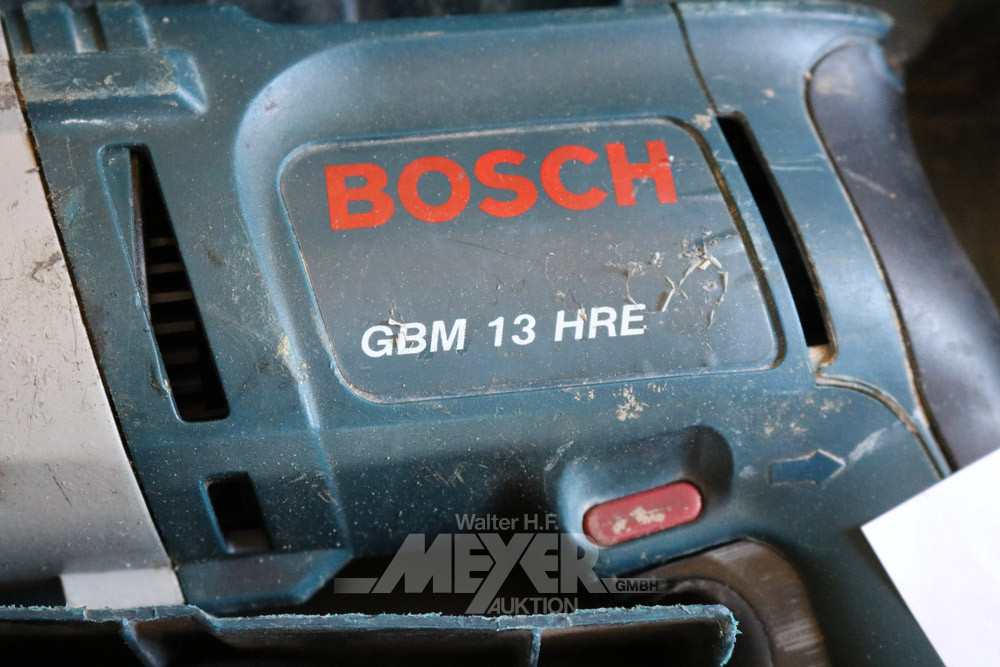 BOSCH
GBM 13 HRE
Walter H.F.
MEYER GMBH
AUKTION